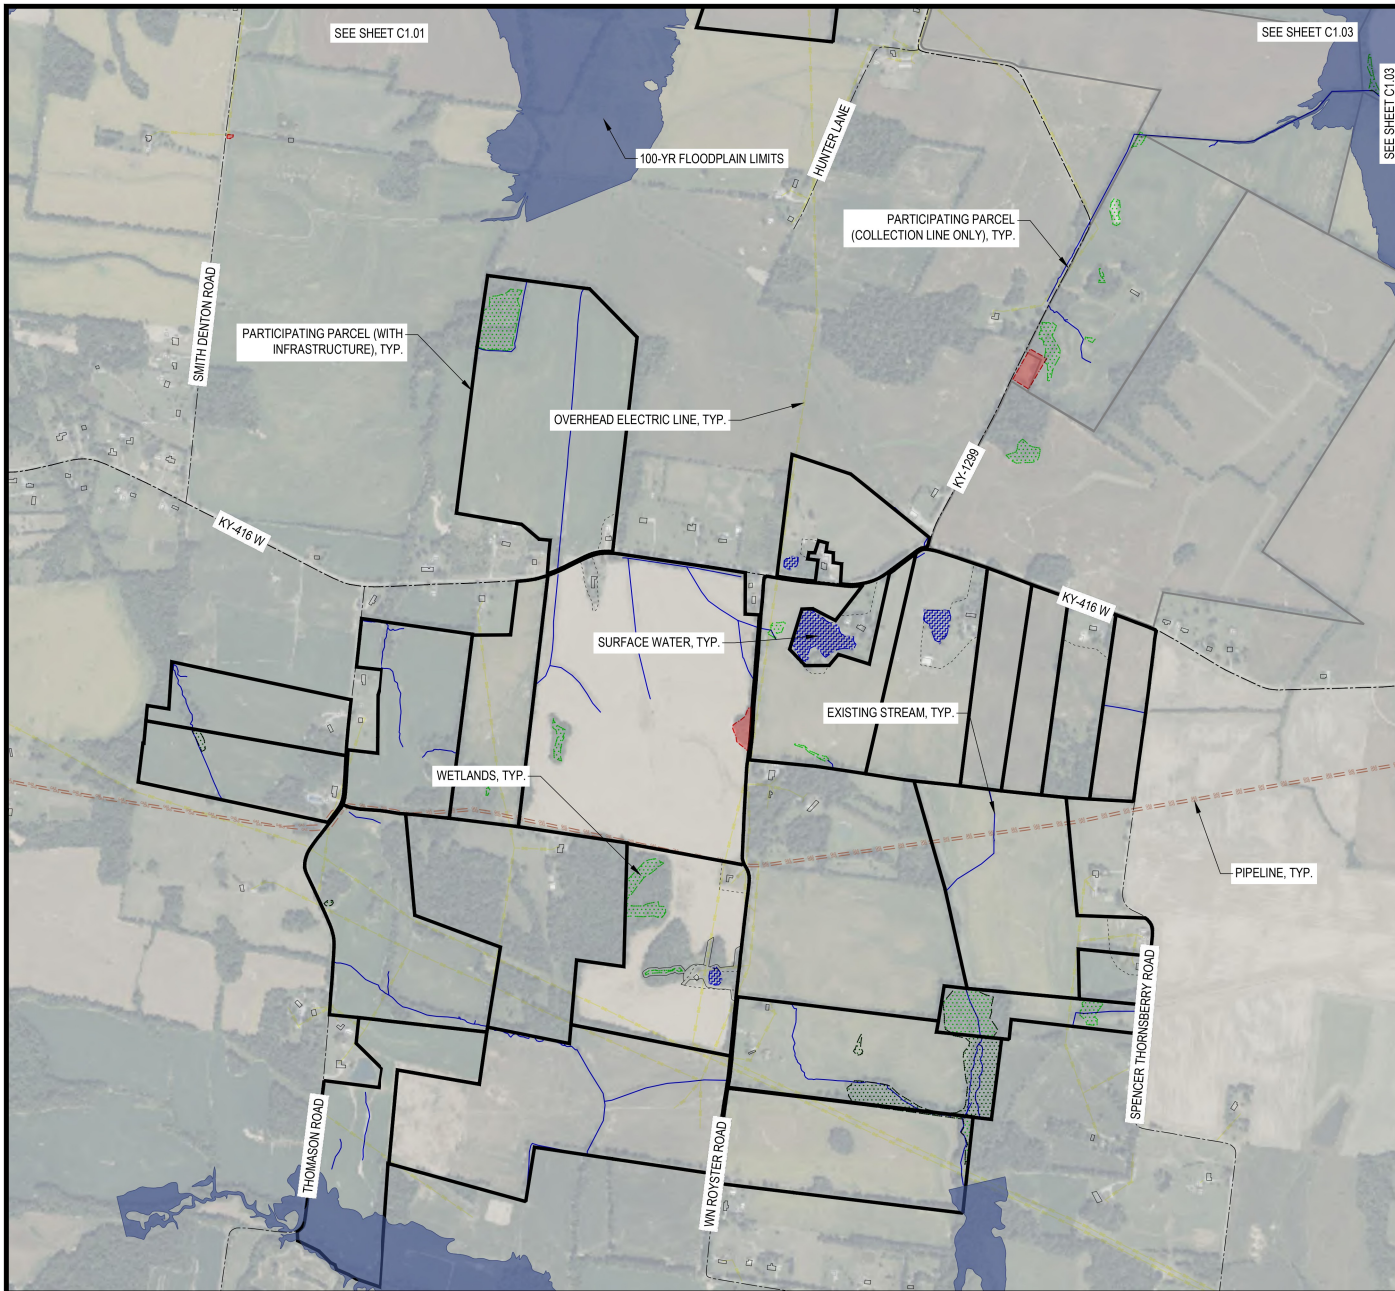 SEE SHEET C1.01
SEE SHEET C1.03
SEE SHEET C1.03
100-YR FLOODPLAIN LIMITS
HUNTER LANE
PARTICIPATING PARCEL
(COLLECTION LINE ONLY), TYP.
SMITH DENTON ROAD
PARTICIPATING PARCEL (WITH
INFRASTRUCTURE), TYP.
OVERHEAD ELECTRIC LINE, TYP.
KY-1299
KY-416 W
KY-416 W
SURFACE WATER, TYP.
EXISTING STREAM, TYP.
WETLANDS, TYP.
PIPELINE, TYP.
SPENCER THORNSBERRY ROAD
THOMASON ROAD
WN ROYSTER ROAD